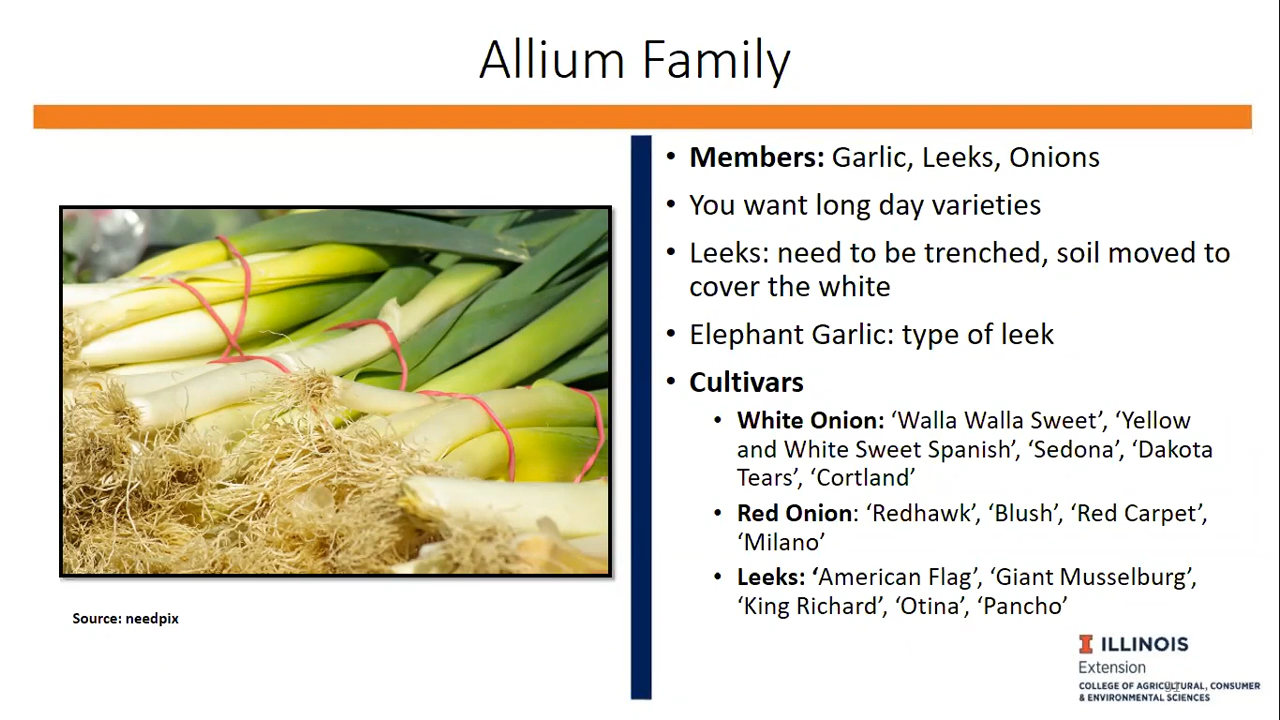 Allium Family
• Members: Garlic, Leeks, Onions
• You want long day varieties
• Leeks: need to be trenched, soil moved to
cover the white
• Elephant Garlic: type of leek
• Cultivars
• White Onion: ‘Walla Walla Sweet’, ‘Yellow
and White Sweet Spanish’, ‘Sedona’, ‘Dakota
Tears’, ‘Cortland’
• Red Onion: ‘Redhawk’, ‘Blush’, ‘Red Carpet’,
‘Milano’
• Leeks: ‘American Flag’, ‘Giant Musselburg’,
‘King Richard’, ‘Otina’, ‘Pancho’
Source: needpix
I ILLINOIS
Extension
COLLEGE OF AGRICULTURAL, CONSUMER
& ENVIRONMENTAL SCIENCES